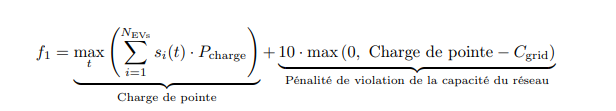 f₁ = max_t ( ∑_{i=1}^{N_EVs} s_i(t) · P_charge ) + 10 · max (0, Charge de pointe − C_grid)
Charge de pointe
Pénalité de violation de la capacité du réseau